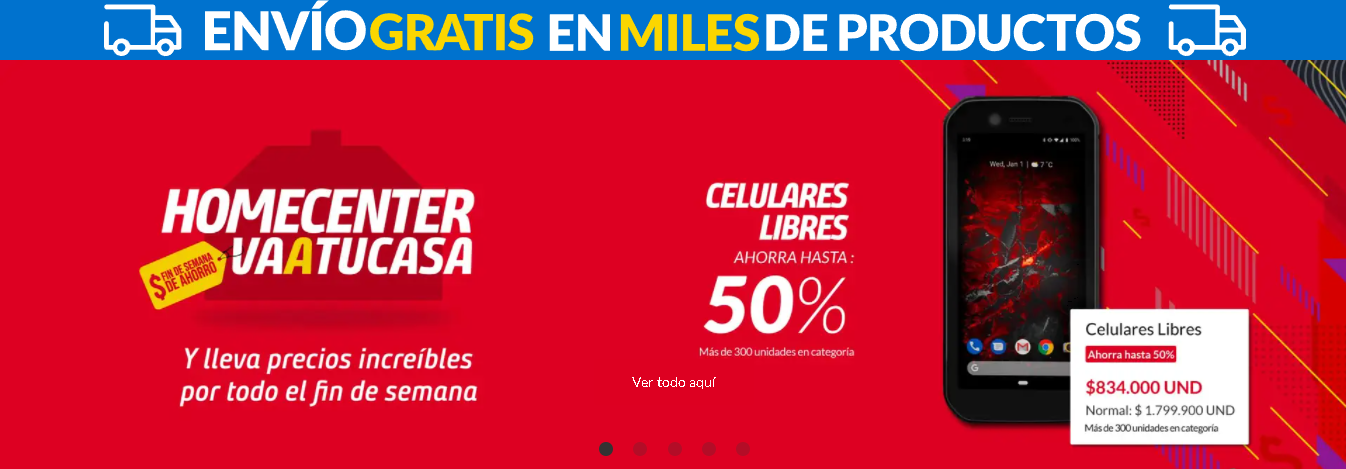 ENVÍO GRATIS EN MILES DE PRODUCTOS
HOMECENTER
VAATUCASA
$ FIN DE SEMANA
DE AHORRO
Y lleva precios increíbles
por todo el fin de semana
CELULARES
LIBRES
AHORRA HASTA :
50%
Más de 300 unidades en categoría
Ver todo aquí
Wed, Jan 1 | 7 °C
100%
G
Celulares Libres
Ahorra hasta 50%
$834.000 UND
Normal: $ 1.799.900 UND
Más de 300 unidades en categoría